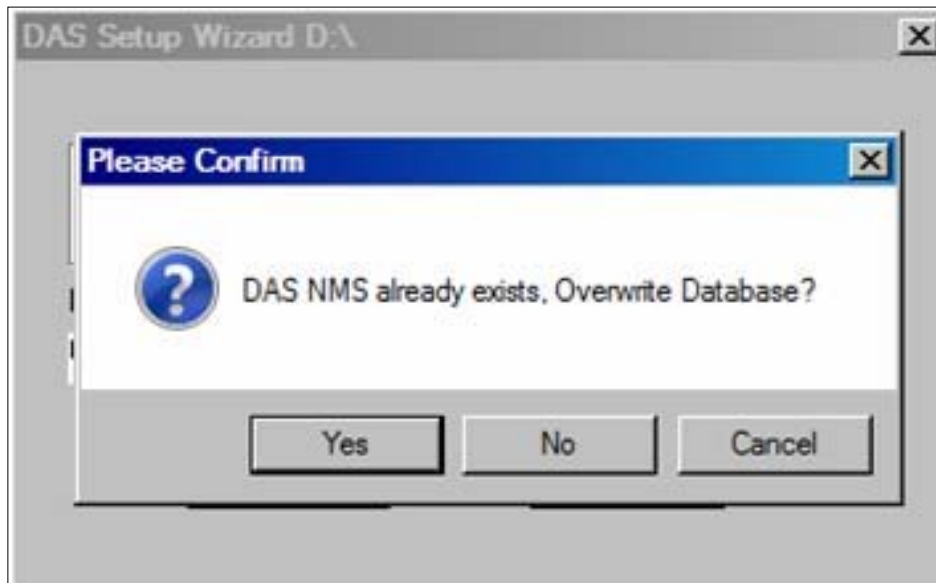 DAS Setup Wizard D:\
Please Confirm
DAS NMS already exists, Overwrite Database?
Yes
No
Cancel